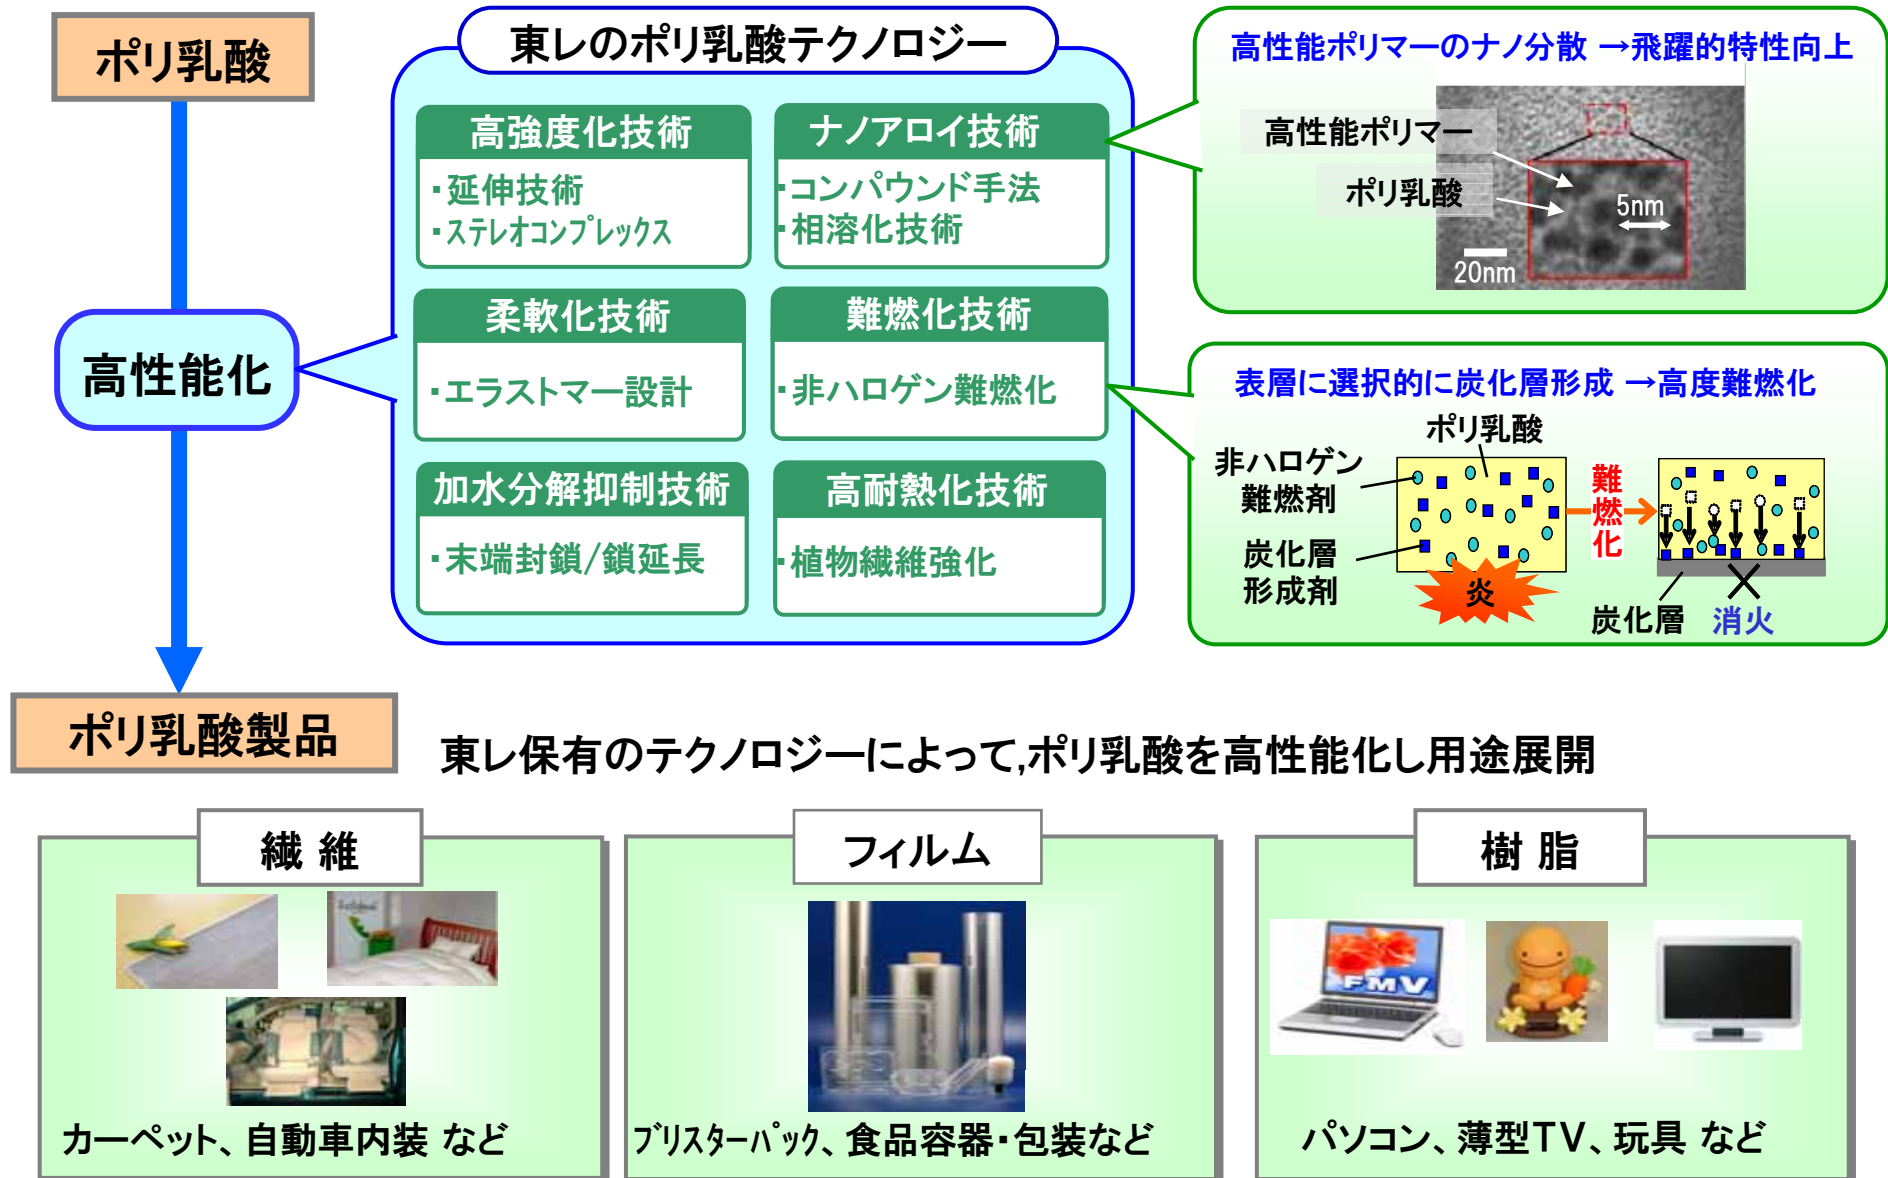 ポリ乳酸
東レのポリ乳酸テクノロジー
高強度化技術
・延伸技術
・ｽﾃﾚｵｺﾝﾌﾟﾚｯｸｽ
ナノアロイ技術
・コンパウンド手法
・相溶化技術
柔軟化技術
・エラストマー設計
難燃化技術
・非ハロゲン難燃化
加水分解抑制技術
・末端封鎖/鎖延長
高耐熱化技術
・植物繊維強化
高性能化
高性能ポリマーのナノ分散 →飛躍的特性向上
高性能ポリマー
ポリ乳酸
5nm
20nm
表層に選択的に炭化層形成 →高度難燃化
ポリ乳酸
非ハロゲン
難燃剤
炭化層
形成剤
炎
難燃化
炭化層
消火
ポリ乳酸製品
東レ保有のテクノロジーによって,ポリ乳酸を高性能化し用途展開
繊 維
カーペット、自動車内装 など
フィルム
ﾌﾞﾘｽﾀｰﾊﾟｯｸ、食品容器・包装など
樹 脂
FMV
パソコン、薄型TV、玩具 など